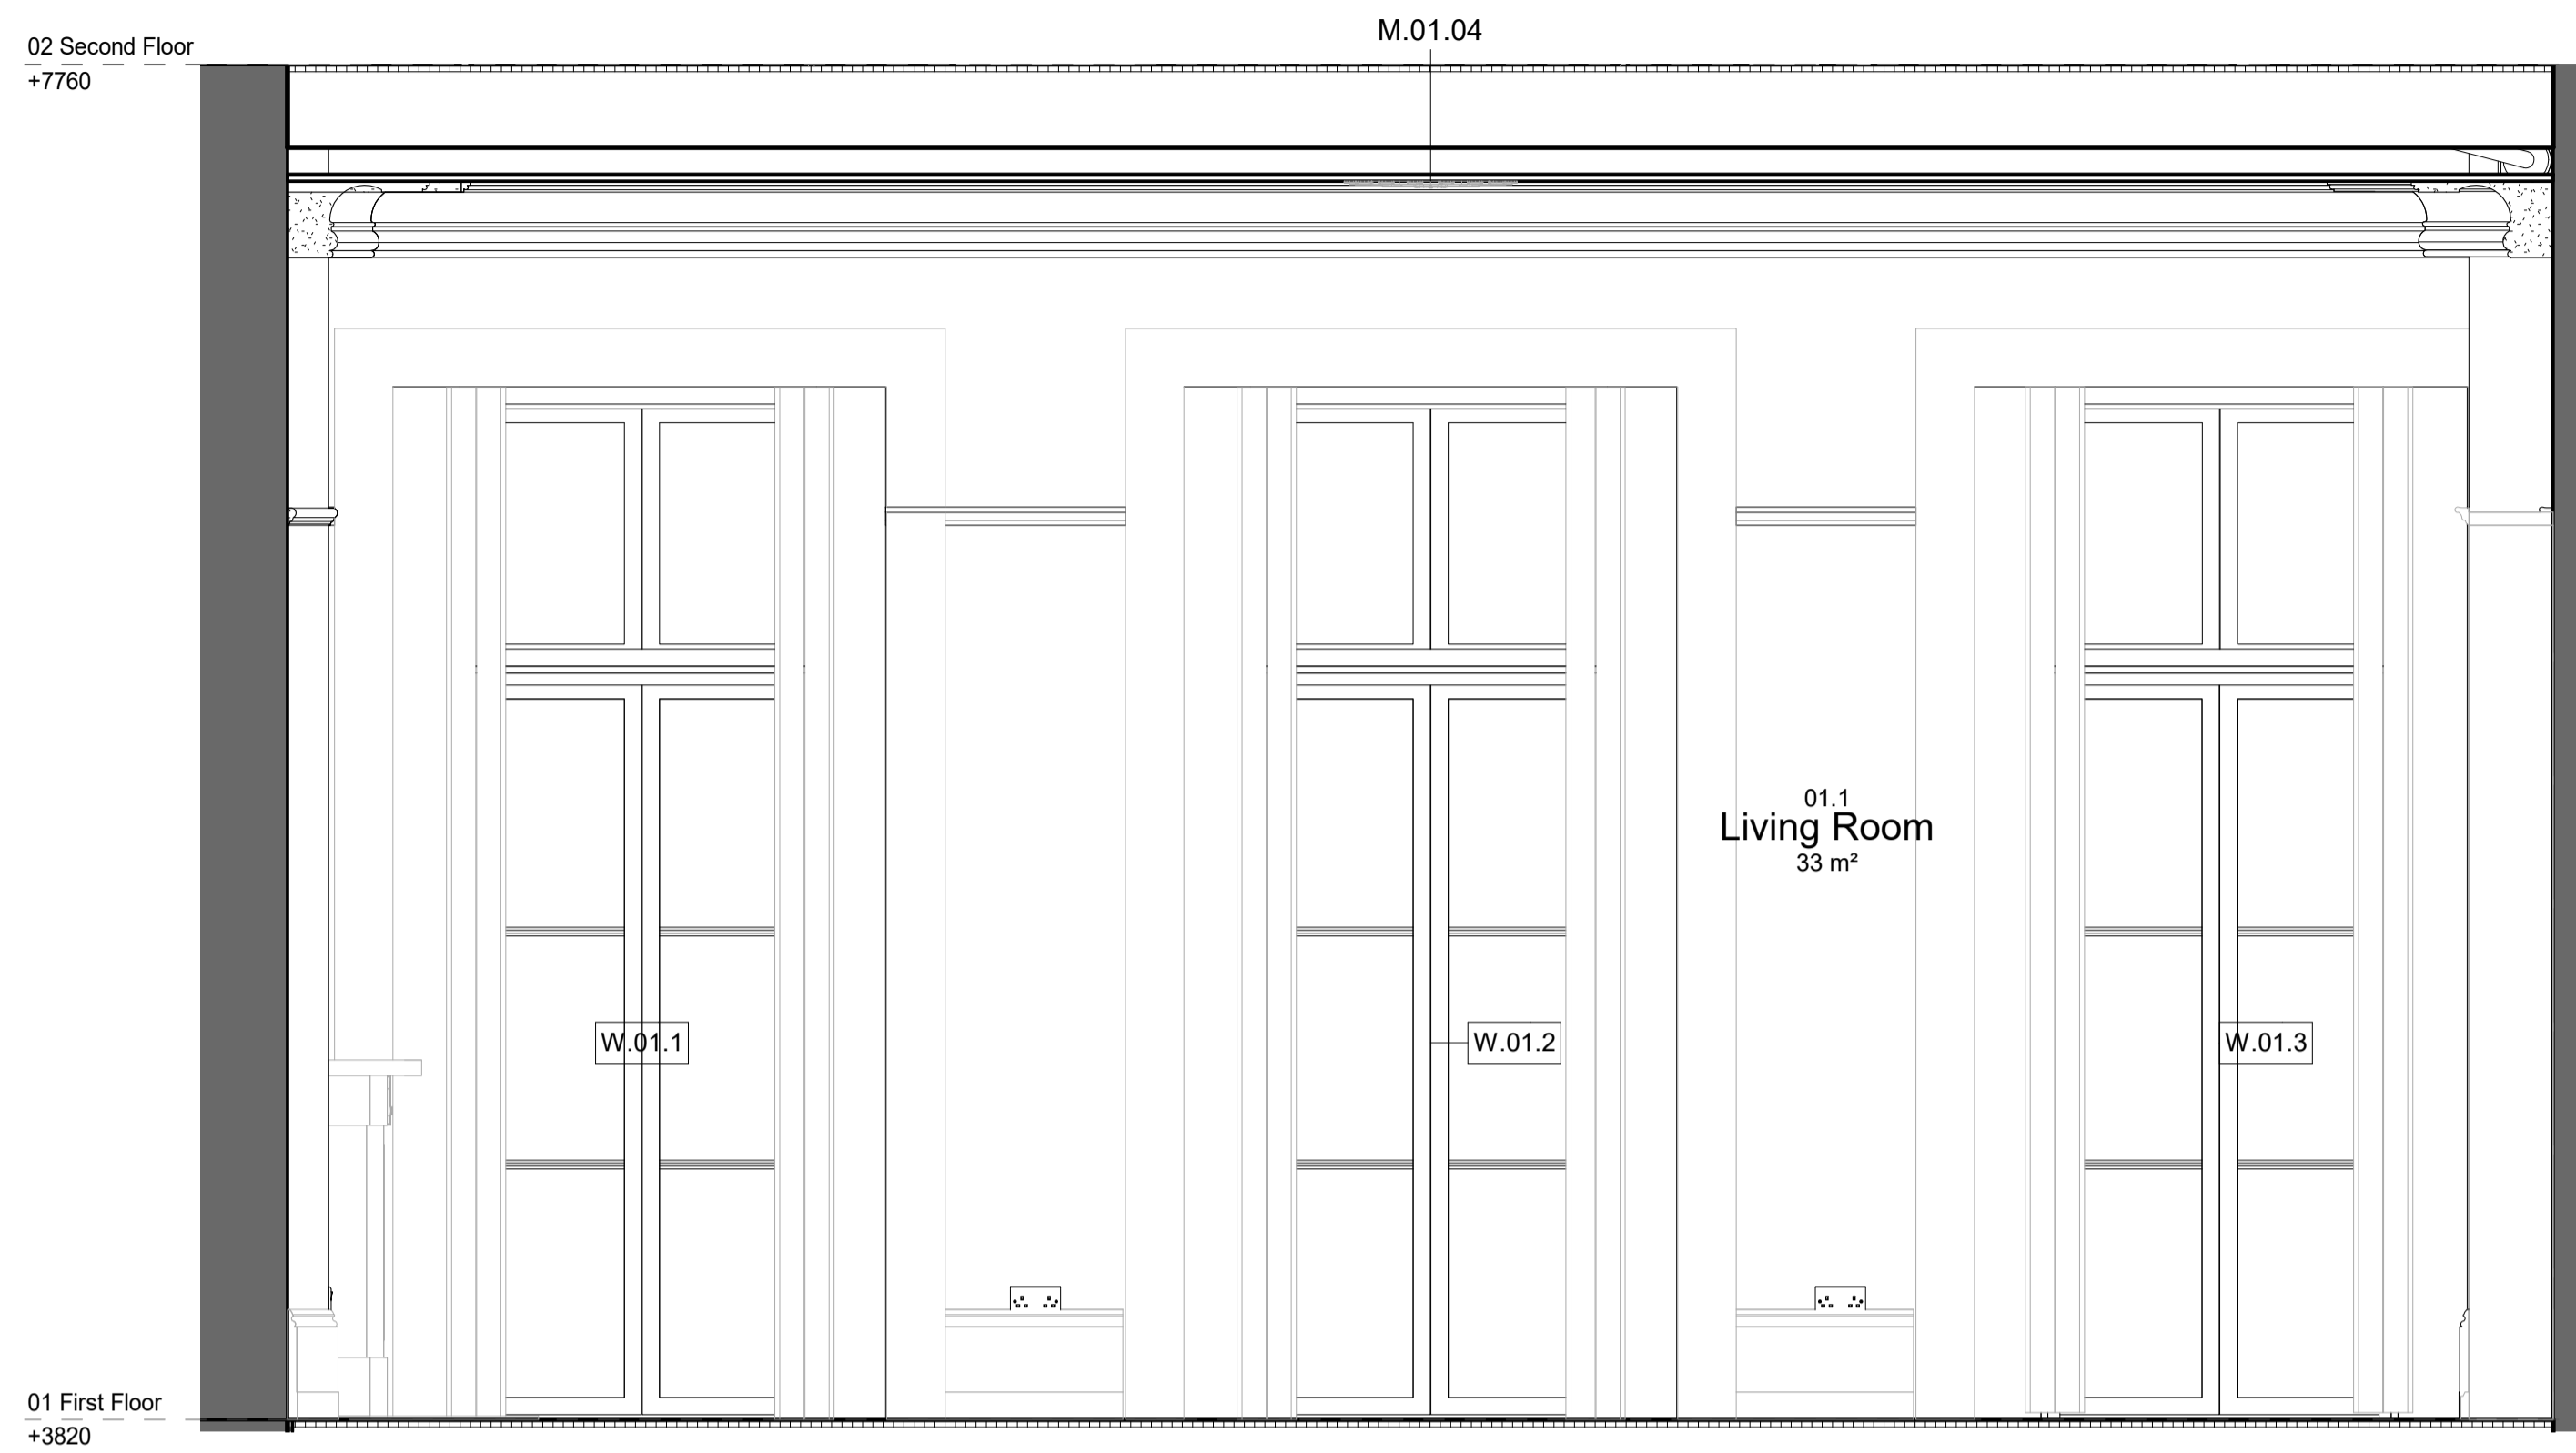 M.01.04
02 Second Floor
+7760
01.1
Living Room
33 m²
W.01.1
W.01.2
W.01.3
01 First Floor
+3820